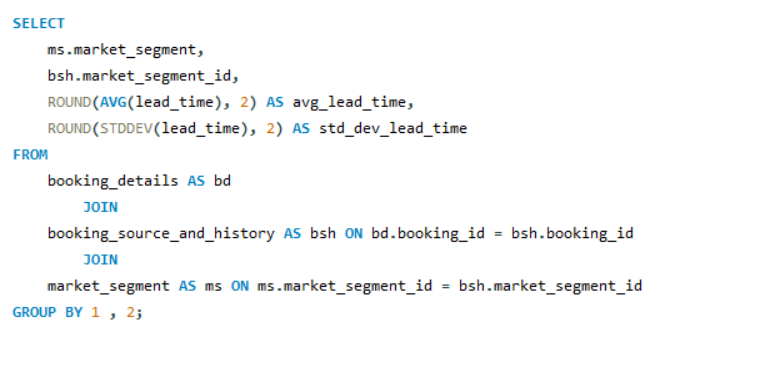 SELECT
ms.market_segment,
bsh.market_segment_id,
ROUND(AVG(lead_time), 2) AS avg_lead_time,
ROUND(STDDEV(lead_time), 2) AS std_dev_lead_time
FROM
booking_details AS bd
JOIN
booking_source_and_history AS bsh ON bd.booking_id = bsh.booking_id
JOIN
market_segment AS ms ON ms.market_segment_id = bsh.market_segment_id
GROUP BY 1 , 2;